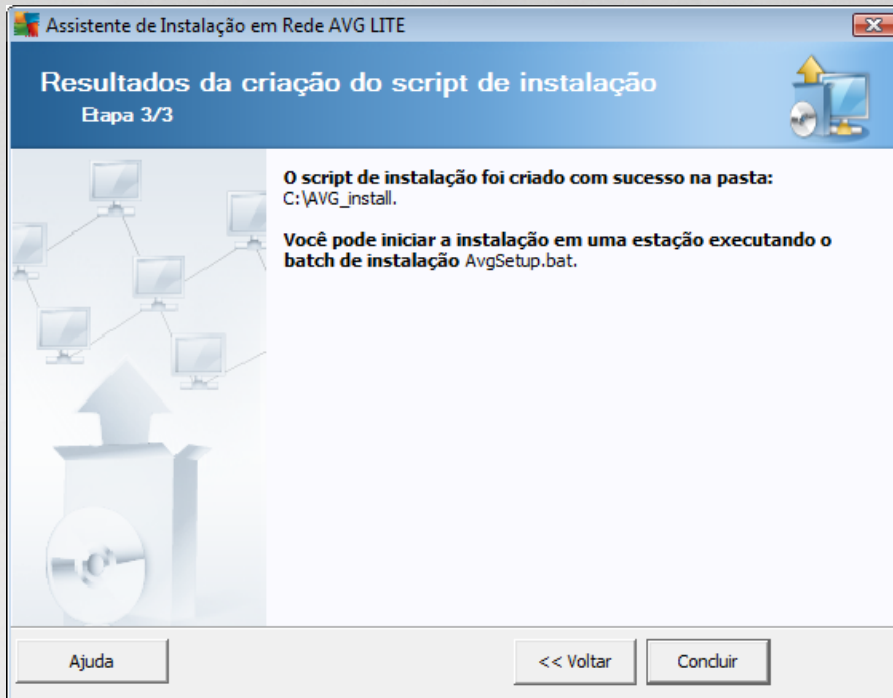 Assistente de Instalação em Rede AVG LITE
Resultados da criação do script de instalação
Etapa 3/3
O script de instalação foi criado com sucesso na pasta:
C:\AVG_install.
Você pode iniciar a instalação em uma estação executando o
batch de instalação AvgSetup.bat.
Ajuda
<< Voltar
Concluir